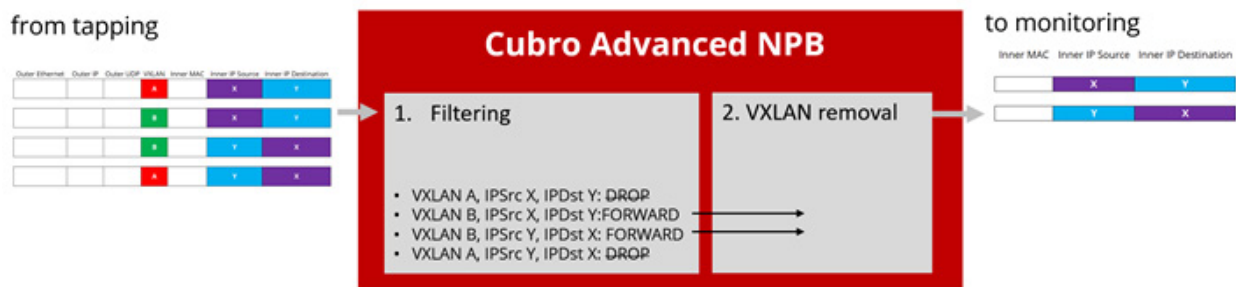 from tapping
Outer Ethernet Outer IP Outer UDP VXLAN Inner MAC Inner IP Source Inner IP Destination
A X Y
B X Y
B Y X
A Y X
Cubro Advanced NPB
1. Filtering
• VXLAN A, IPSrc X, IPDst Y: DROP
• VXLAN B, IPSrc X, IPDst Y:FORWARD
• VXLAN B, IPSrc Y, IPDst X: FORWARD
• VXLAN A, IPSrc Y, IPDst X: DROP
2. VXLAN removal
to monitoring
Inner MAC Inner IP Source Inner IP Destination
X Y
Y X